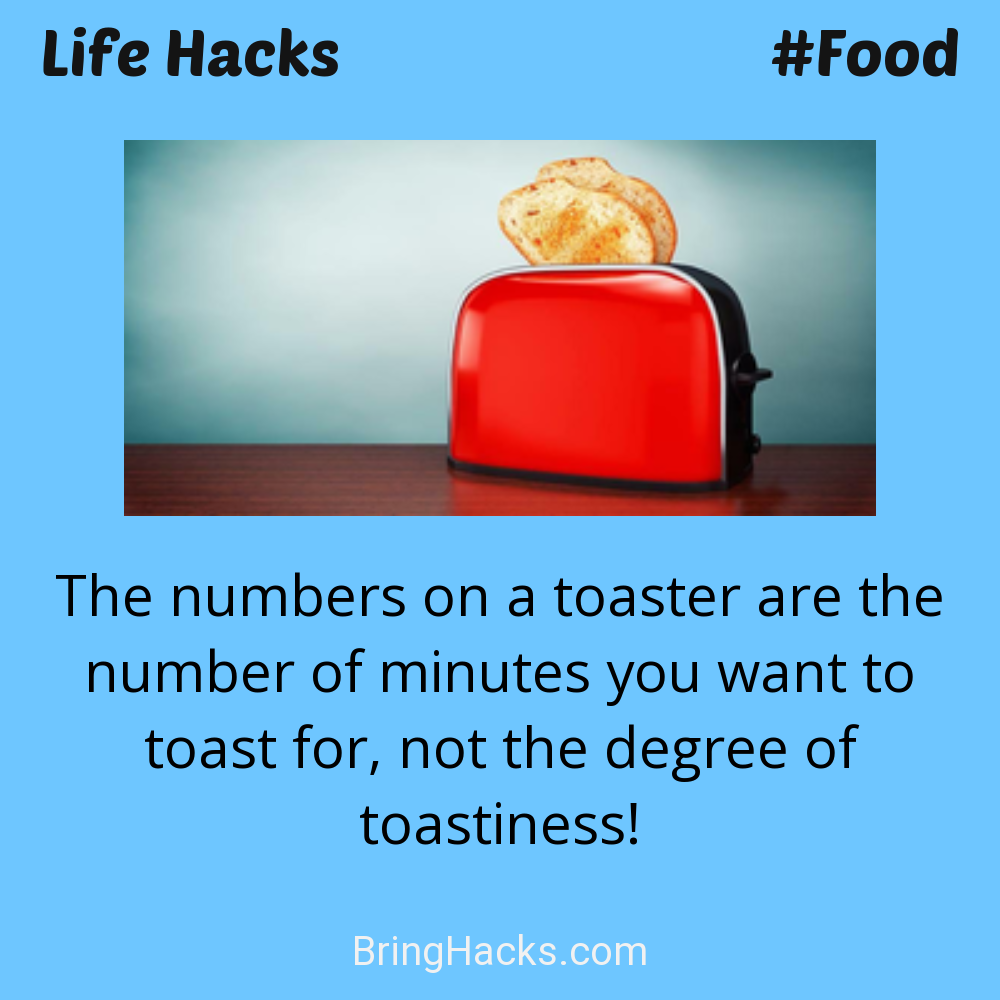 Life Hacks
#Food
The numbers on a toaster are the
number of minutes you want to
toast for, not the degree of
toastiness!
BringHacks.com